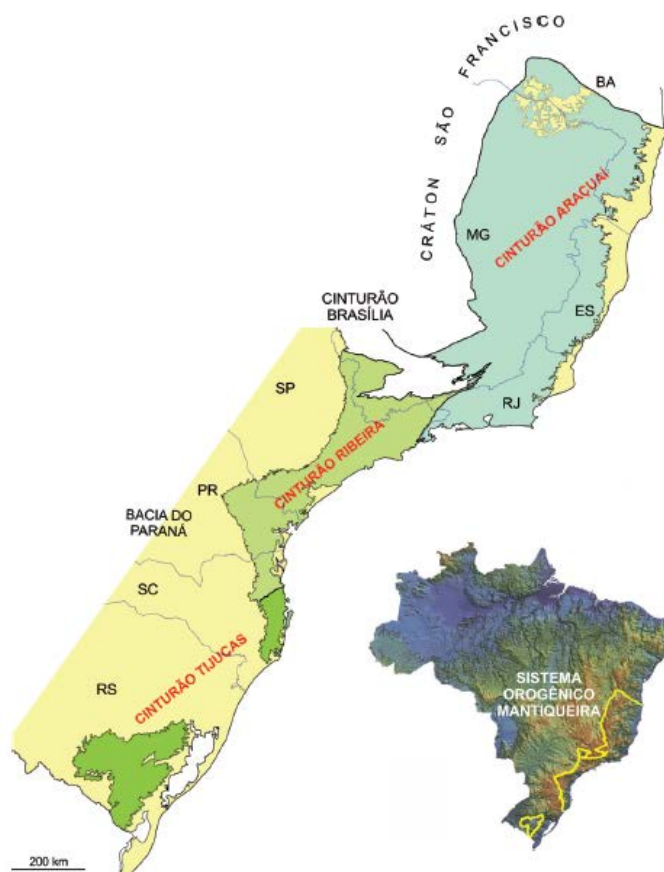 CRÁTON SÃO FRANCISCO
BA
CINTURÃO ARAÇUAÍ
MG
CINTURÃO
BRASÍLIA
ES
SP
RJ
CINTURÃO RIBEIRA
PR
BACIA DO
PARANÁ
SC
CINTURÃO TIJUCAS
RS
SISTEMA
OROGÊNICO
MANTIQUEIRA
200 km